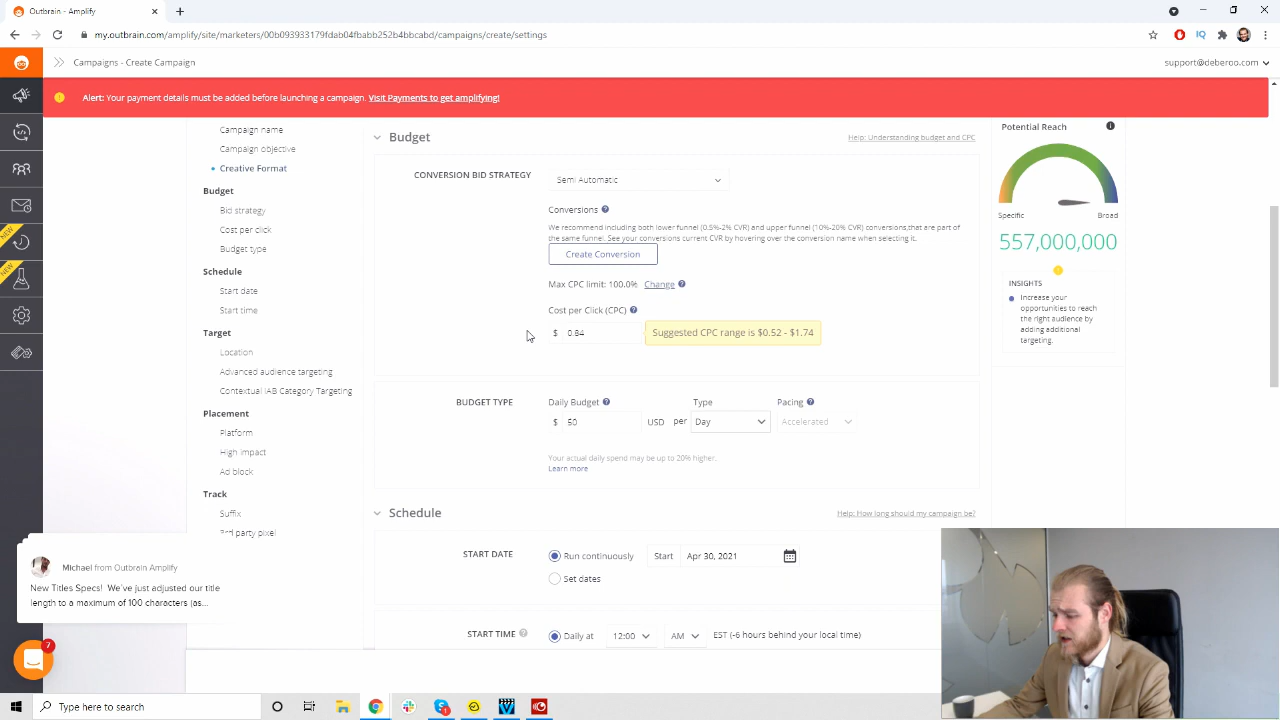 Outbrain - Amplify
my.outbrain.com/amplify/site/marketers/00b093933179fdab04fbabb252b4bbcabd/campaigns/create/settings
Campaigns - Create Campaign
support@deberoo.com
Alert: Your payment details must be added before launching a campaign. Visit Payments to get amplifying!
NEW
NEW
Campaign name
Campaign objective
Creative Format
Budget
Bid strategy
Cost per click
Budget type
Schedule
Start date
Start time
Target
Location
Advanced audience targeting
Contextual IAB Category Targeting
Placement
Platform
High impact
Ad block
Track
Suffix
3rd party pixel
Budget
Help: Understanding budget and CPC
CONVERSION BID STRATEGY
Semi Automatic
Conversions
We recommend including both lower funnel (0.5%-2% CVR) and upper funnel (10%-20% CVR) conversions,that are part of
the same funnel. See your conversions current CVR by hovering over the conversion name when selecting it.
Create Conversion
Max CPC limit: 100.0% Change
Cost per Click (CPC)
$ 0.84
Suggested CPC range is $0.52 - $1.74
BUDGET TYPE
Daily Budget Type Pacing
$ 50 USD per Day Accelerated
Your actual daily spend may be up to 20% higher.
Learn more
Schedule
Help: How long should my campaign be?
START DATE
Run continuously Start Apr 30, 2021
Set dates
START TIME
Daily at 12:00 AM EST (-6 hours behind your local time)
Potential Reach
Specific Broad
557,000,000
INSIGHTS
Increase your
opportunities to reach
the right audience by
adding additional
targeting.
Michael from Outbrain Amplify
New Titles Specs! We've just adjusted our title
length to a maximum of 100 characters (as...
7
Type here to search